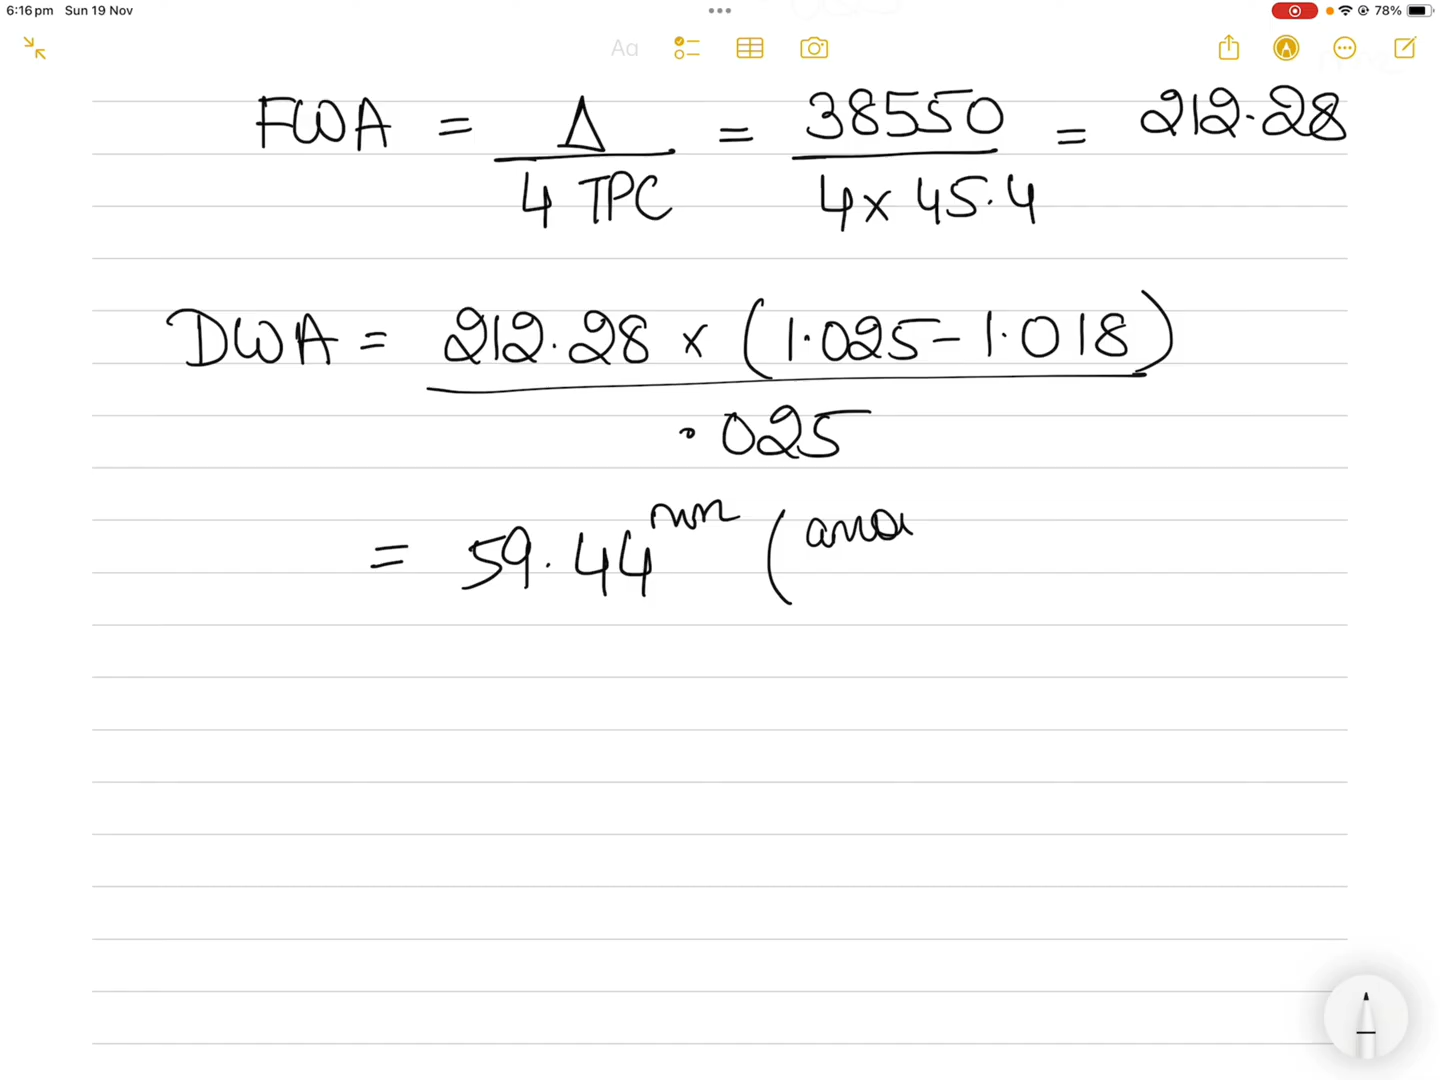 6:16 pm Sun 19 Nov 78%
Aa
FWA = Δ / 4 TPC = 38550 / 4 x 45.4 = 212.28
DWA = 212.28 x (1.025 - 1.018) / .025
= 59.44 mm (